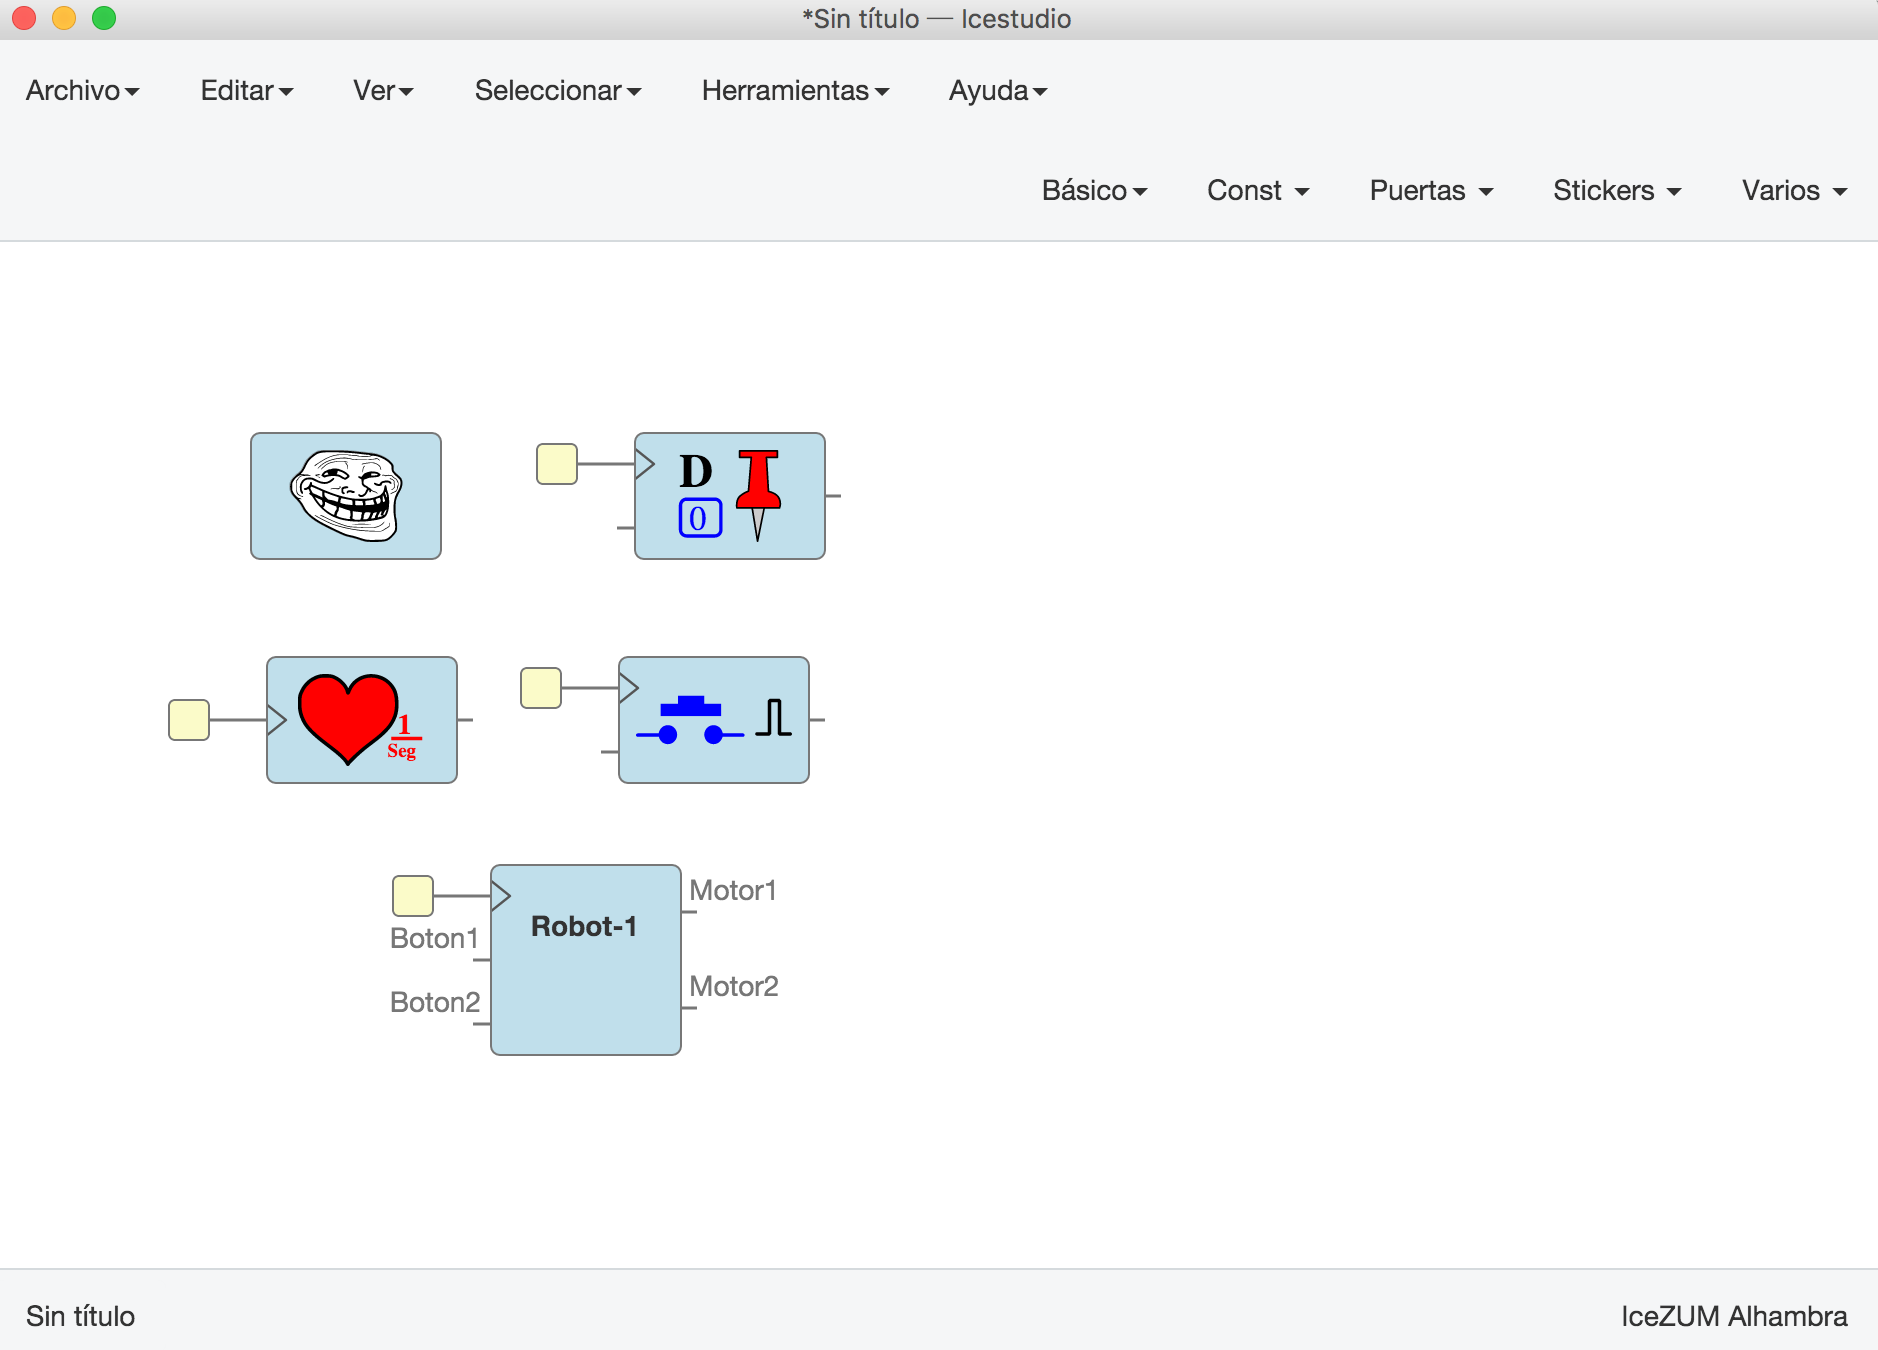 *Sin título — Icestudio
Archivo Editar Ver Seleccionar Herramientas Ayuda
Básico Const Puertas Stickers Varios
D
0
1
Seg
Robot-1
Motor1
Boton1
Motor2
Boton2
Sin título IceZUM Alhambra